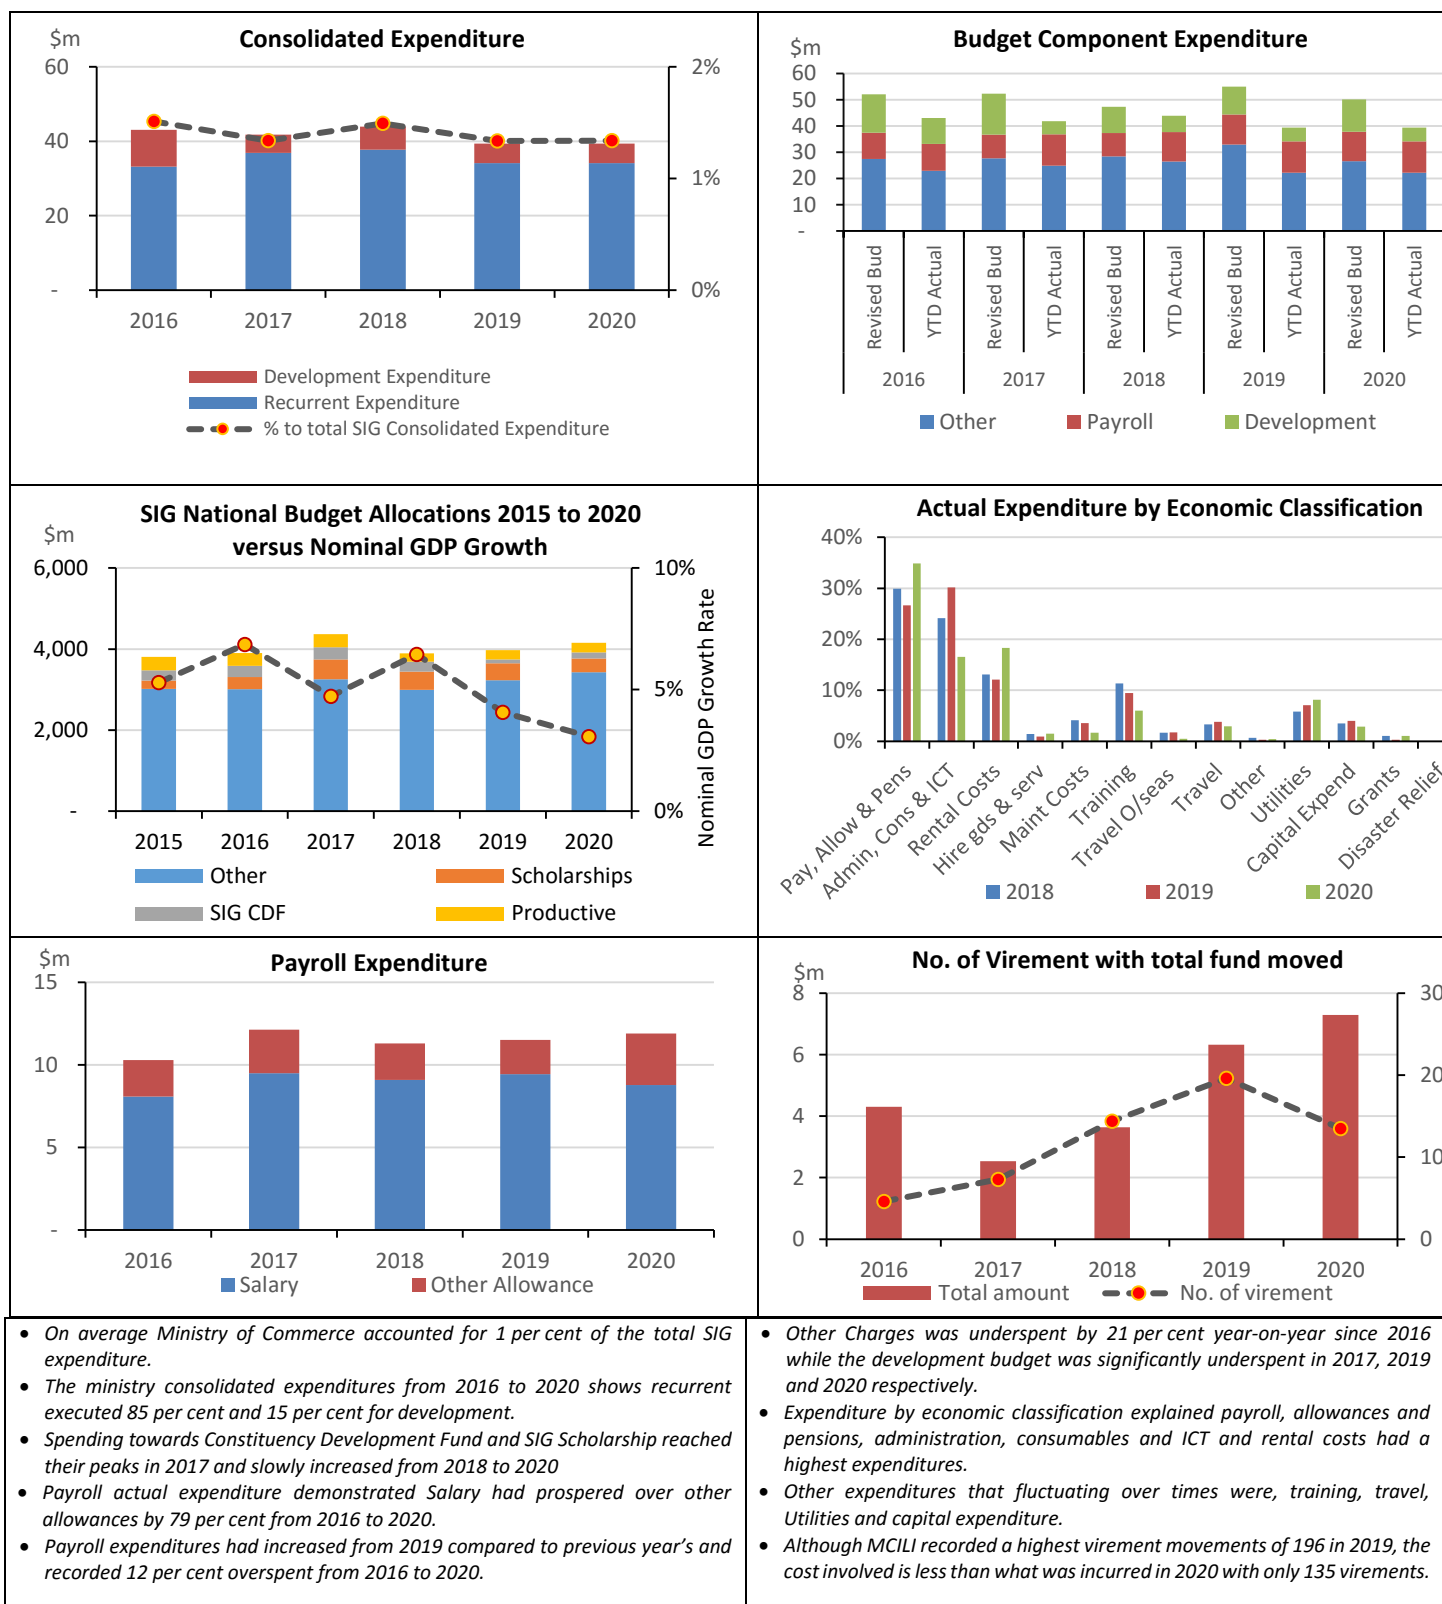 Consolidated Expenditure
$m
60
40
20
-
2%
1%
0%
2016 2017 2018 2019 2020
Development Expenditure
Recurrent Expenditure
% to total SIG Consolidated Expenditure
Budget Component Expenditure
$m
60
50
40
30
20
10
-
Revised Bud YTD Actual Revised Bud YTD Actual Revised Bud YTD Actual Revised Bud YTD Actual Revised Bud YTD Actual
2016 2017 2018 2019 2020
Other Payroll Development
SIG National Budget Allocations 2015 to 2020
versus Nominal GDP Growth
$m
6,000
4,000
2,000
-
10%
5%
0%
Nominal GDP Growth Rate
2015 2016 2017 2018 2019 2020
Other Scholarships
SIG CDF Productive
Actual Expenditure by Economic Classification
40%
30%
20%
10%
0%
Pay, Allow & Pens
Admin, Cons & ICT
Rental Costs
Hire gds & serv
Maint Costs
Training
Travel O/seas
Travel
Other
Utilities
Capital Expend
Grants
Disaster Relief
2018 2019 2020
Payroll Expenditure
$m
15
10
5
-
2016 2017 2018 2019 2020
Salary Other Allowance
No. of Virement with total fund moved
$m
8
6
4
2
0
30
20
10
0
2016 2017 2018 2019 2020
Total amount No. of virement
• On average Ministry of Commerce accounted for 1 per cent of the total SIG
expenditure.
• The ministry consolidated expenditures from 2016 to 2020 shows recurrent
executed 85 per cent and 15 per cent for development.
• Spending towards Constituency Development Fund and SIG Scholarship reached
their peaks in 2017 and slowly increased from 2018 to 2020
• Payroll actual expenditure demonstrated Salary had prospered over other
allowances by 79 per cent from 2016 to 2020.
• Payroll expenditures had increased from 2019 compared to previous year's and
recorded 12 per cent overspent from 2016 to 2020.
• Other Charges was underspent by 21 per cent year-on-year since 2016
while the development budget was significantly underspent in 2017, 2019
and 2020 respectively.
• Expenditure by economic classification explained payroll, allowances and
pensions, administration, consumables and ICT and rental costs had a
highest expenditures.
• Other expenditures that fluctuating over times were, training, travel,
Utilities and capital expenditure.
• Although MCILI recorded a highest virement movements of 196 in 2019, the
cost involved is less than what was incurred in 2020 with only 135 virements.